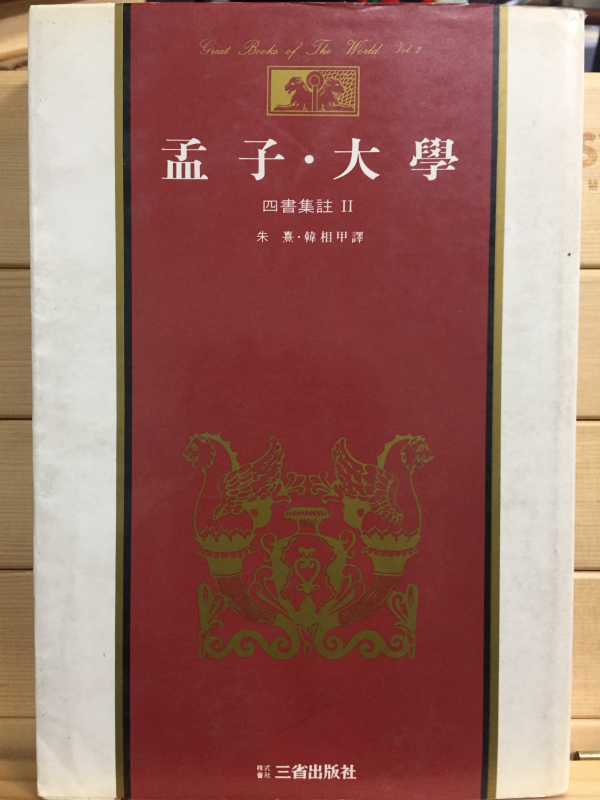 Great Books of The World Vol. 2
孟子·大學
四書集註 II
朱熹·韓相甲譯
株式會社 三省出版社